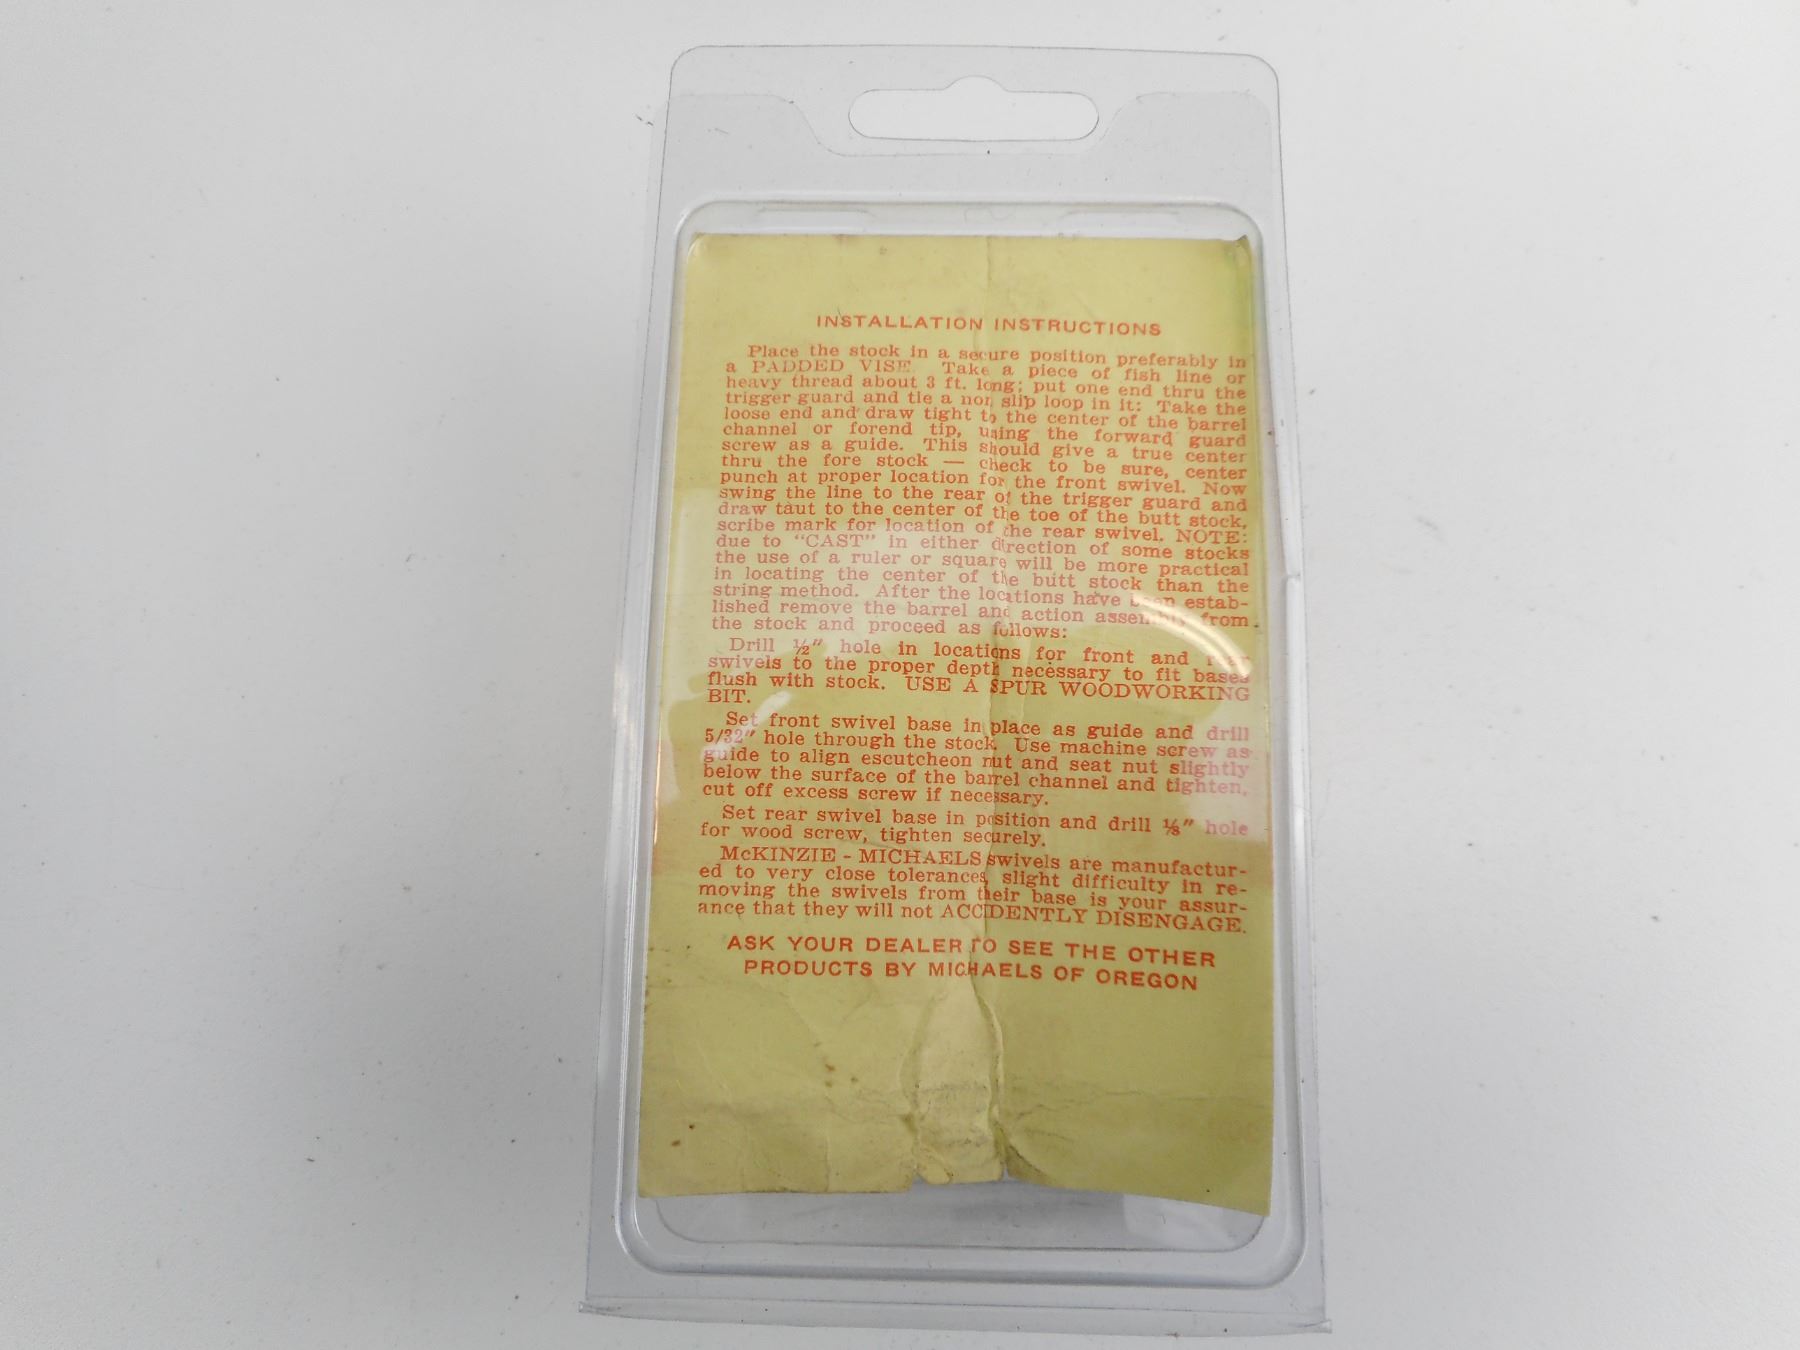 INSTALLATION INSTRUCTIONS
Place the stock in a secure position preferably in
a PADDED VISE. Take a piece of fish line or
heavy thread about 3 ft. long; put one end thru the
trigger guard and tie a non slip loop in it: Take the
loose end and draw tight to the center of the barrel
channel or forend tip, using the forward guard
screw as a guide. This should give a true center
thru the fore stock — check to be sure, center
punch at proper location for the front swivel. Now
swing the line to the rear of the trigger guard and
draw taut to the center of the toe of the butt stock,
scribe mark for location of the rear swivel. NOTE:
due to "CAST" in either direction of some stocks
the use of a ruler or square will be more practical
in locating the center of the butt stock than the
string method. After the locations have been estab-
lished remove the barrel and action assembly from
the stock and proceed as follows:
Drill ½" hole in locations for front and rear
swivels to the proper depth necessary to fit bases
flush with stock. USE A SPUR WOODWORKING
BIT.
Set front swivel base in place as guide and drill
5/32" hole through the stock. Use machine screw as
guide to align escutcheon nut and seat nut slightly
below the surface of the barrel channel and tighten,
cut off excess screw if necessary.
Set rear swivel base in position and drill ⅛" hole
for wood screw, tighten securely.
McKINZIE - MICHAELS swivels are manufactur-
ed to very close tolerances, slight difficulty in re-
moving the swivels from their base is your assur-
ance that they will not ACCIDENTLY DISENGAGE.
ASK YOUR DEALER TO SEE THE OTHER
PRODUCTS BY MICHAELS OF OREGON